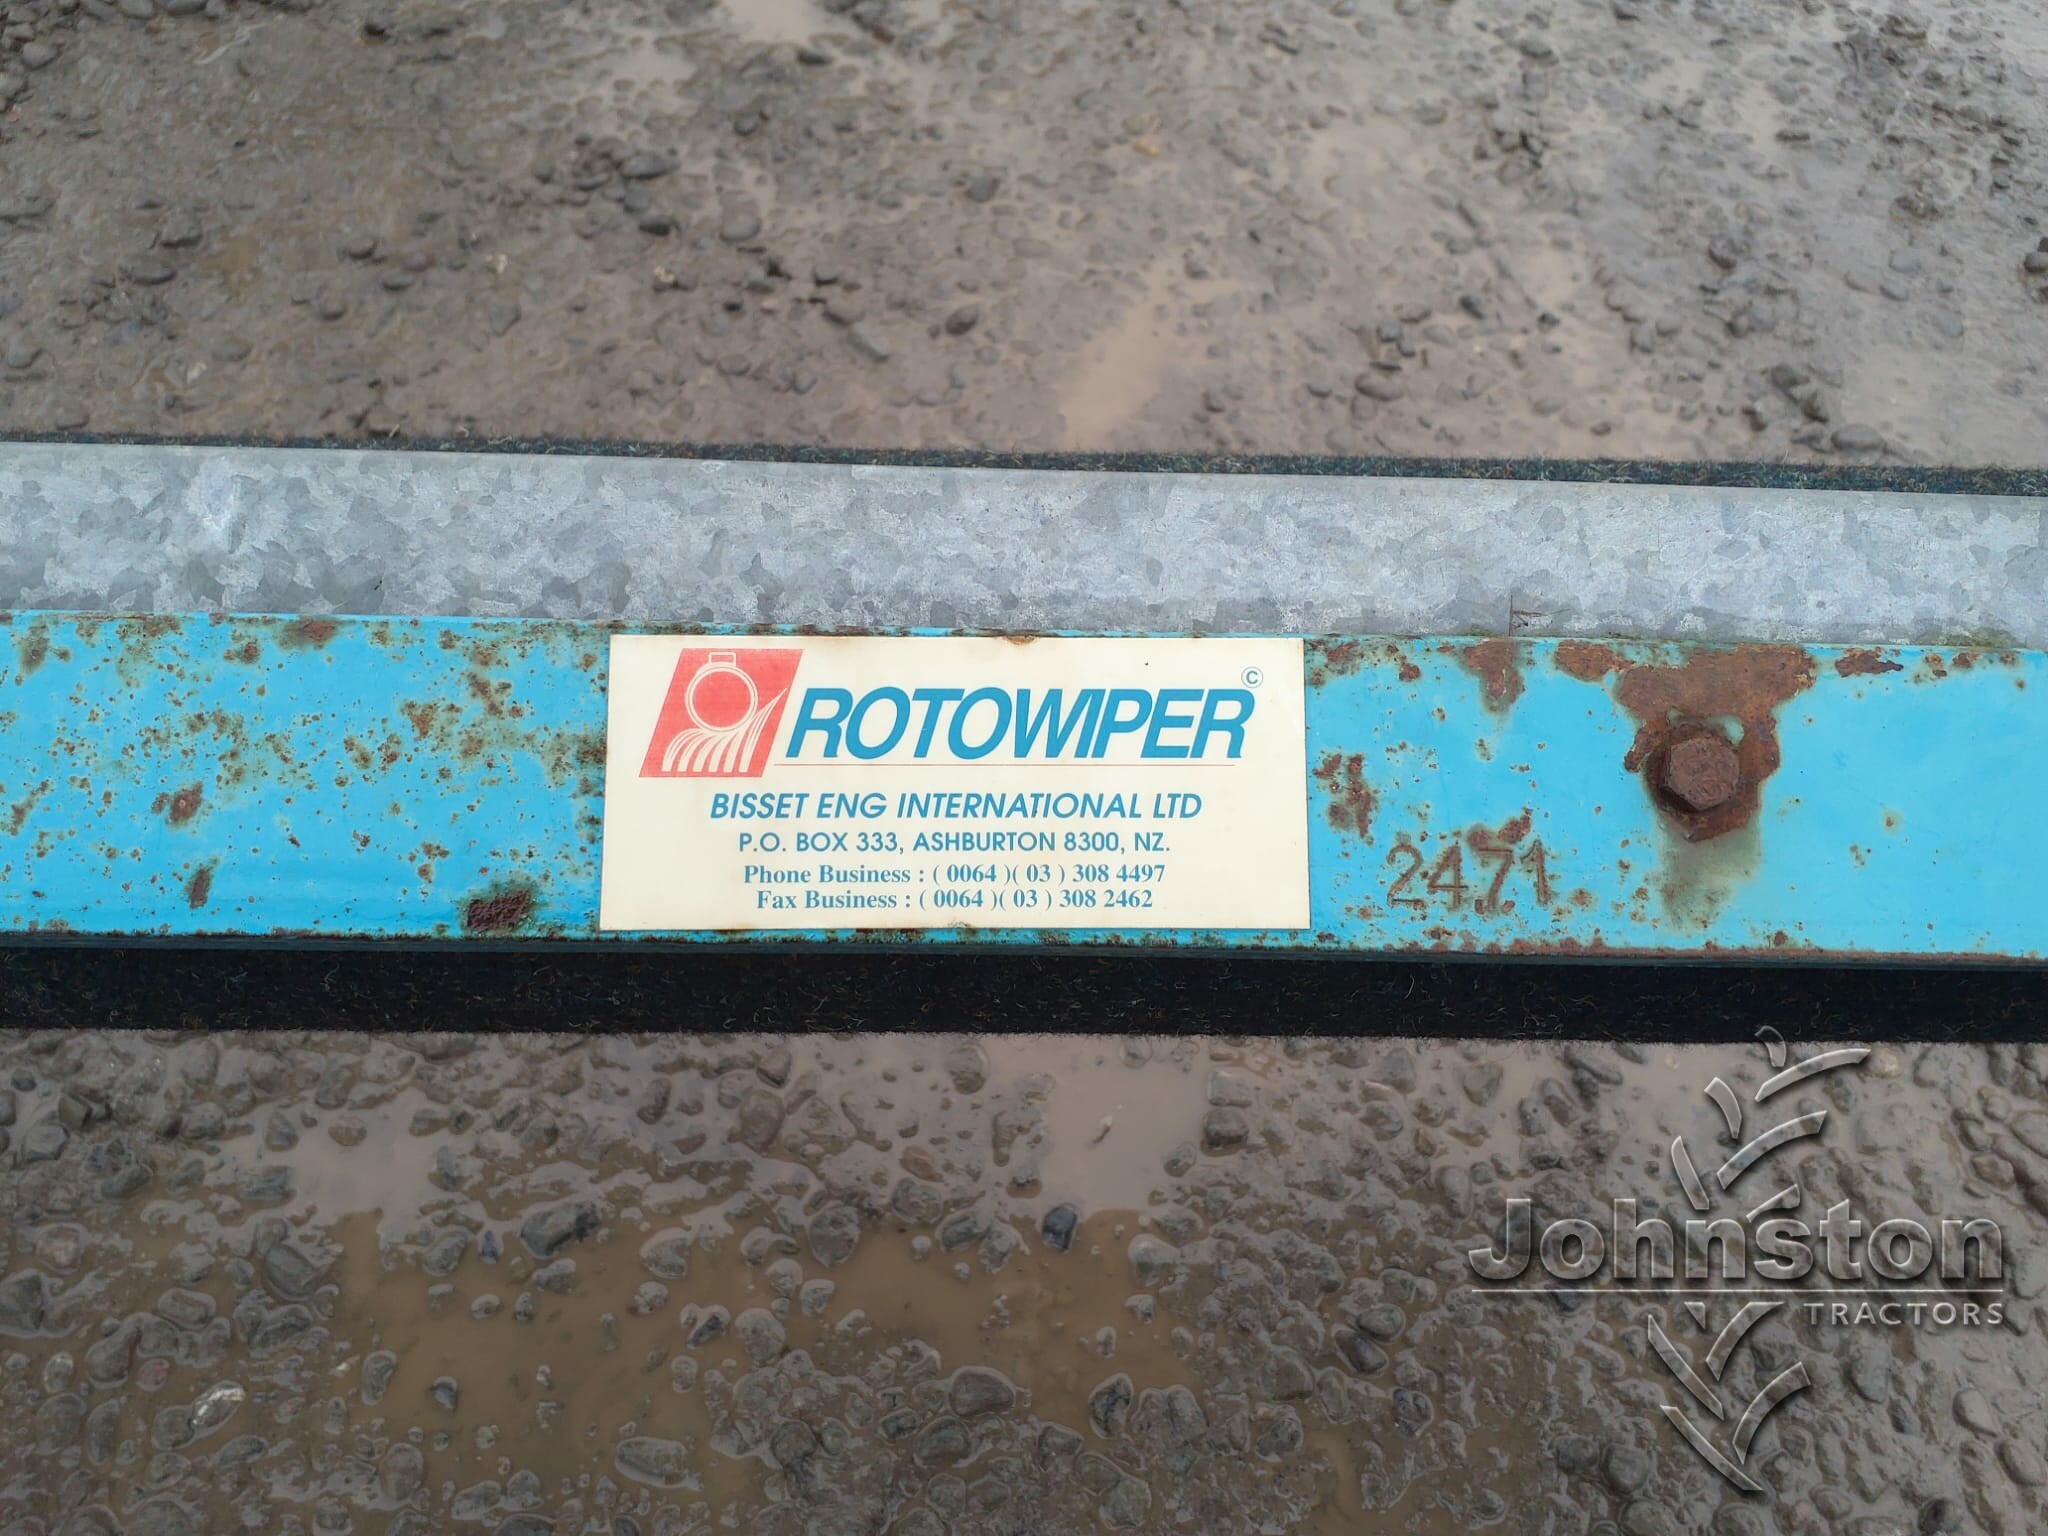 ROTOWIPER ©
BISSET ENG INTERNATIONAL LTD
P.O. BOX 333, ASHBURTON 8300, NZ.
Phone Business : ( 0064 )( 03 ) 308 4497
Fax Business : ( 0064 )( 03 ) 308 2462
2471
Johnston
TRACTORS